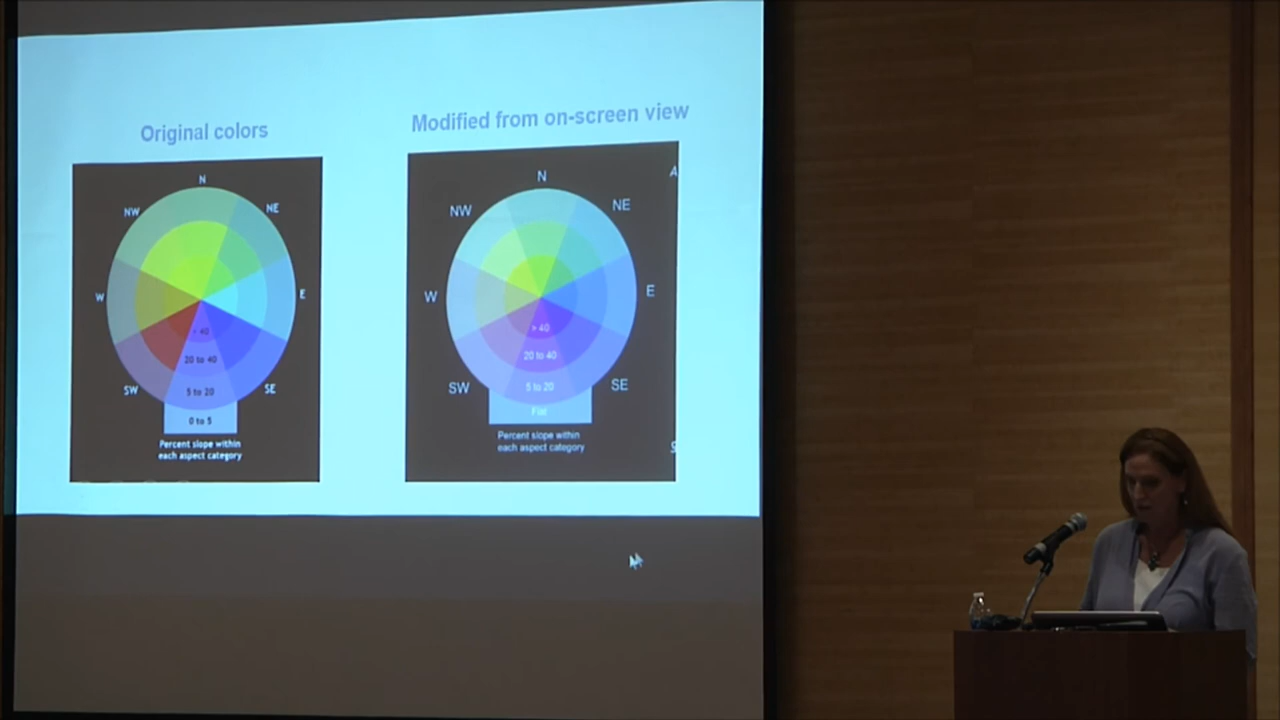 Original colors
N
NW
NE
W
E
> 40
20 to 40
SW
5 to 20
SE
0 to 5
Percent slope within
each aspect category
Modified from on-screen view
A
N
NW
NE
W
E
> 40
20 to 40
SW
5 to 20
SE
Flat
Percent slope within
each aspect category
S